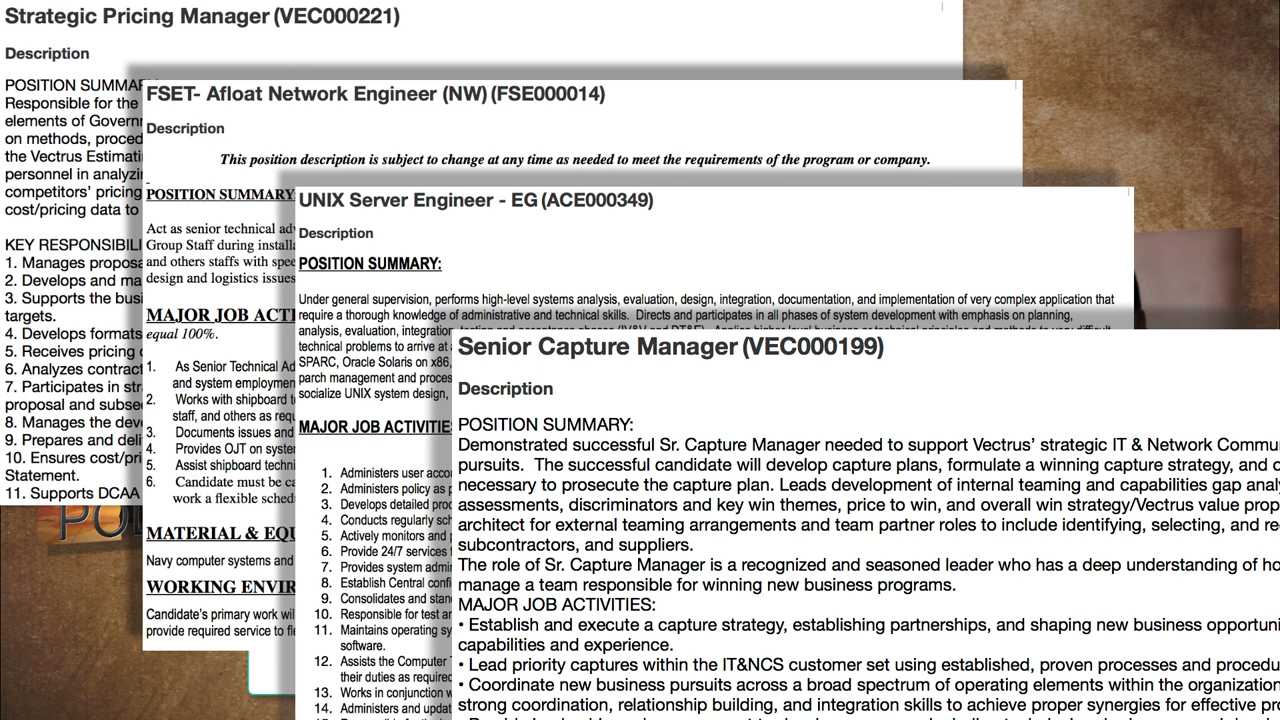 Strategic Pricing Manager (VEC000221)
Description
POSITION SUMMARY
Responsible for the
elements of Govern
on methods, proced
the Vectrus Estimati
personnel in analyzi
competitors' pricing
cost/pricing data to
KEY RESPONSIBILI
1. Manages proposa
2. Develops and ma
3. Supports the busi
targets.
4. Develops formats
5. Receives pricing
6. Analyzes contract
7. Participates in stra
proposal and subse
8. Manages the deve
9. Prepares and deli
10. Ensures cost/pri
Statement.
11. Supports DCAA
FSET- Afloat Network Engineer (NW) (FSE000014)
Description
This position description is subject to change at any time as needed to meet the requirements of the program or company.
POSITION SUMMARY
Act as senior technical adv
Group Staff during installa
and others staffs with spec
design and logistics issues
MAJOR JOB ACTI
equal 100%.
1. As Senior Technical Ad
and system employmen
2. Works with shipboard t
staff, and others as requ
3. Documents issues and
4. Provides OJT on syste
5. Assist shipboard techni
6. Candidate must be ca
work a flexible sched
MATERIAL & EQU
Navy computer systems and
WORKING ENVIR
Candidate's primary work wil
provide required service to fle
UNIX Server Engineer - EG (ACE000349)
Description
POSITION SUMMARY:
Under general supervision, performs high-level systems analysis, evaluation, design, integration, documentation, and implementation of very complex application that
require a thorough knowledge of administrative and technical skills. Directs and participates in all phases of system development with emphasis on planning,
analysis, evaluation, integration,
technical problems to arrive at
SPARC, Oracle Solaris on x86,
parch management and proces
socialize UNIX system design,
MAJOR JOB ACTIVITIE
1. Administers user acco
2. Administers policy as p
3. Develops detailed proc
4. Conducts regularly sch
5. Actively monitors and p
6. Provide 24/7 services
7. Provides system admi
8. Establish Central confi
9. Consolidates and stan
10. Responsible for test an
11. Maintains operating sy
software.
12. Assists the Computer
their duties as required
13. Works in conjunction w
14. Administers and updat
Senior Capture Manager (VEC000199)
Description
POSITION SUMMARY:
Demonstrated successful Sr. Capture Manager needed to support Vectrus' strategic IT & Network Commu
pursuits. The successful candidate will develop capture plans, formulate a winning capture strategy, and c
necessary to prosecute the capture plan. Leads development of internal teaming and capabilities gap analy
assessments, discriminators and key win themes, price to win, and overall win strategy/Vectrus value prop
architect for external teaming arrangements and team partner roles to include identifying, selecting, and re
subcontractors, and suppliers.
The role of Sr. Capture Manager is a recognized and seasoned leader who has a deep understanding of ho
manage a team responsible for winning new business programs.
MAJOR JOB ACTIVITIES:
• Establish and execute a capture strategy, establishing partnerships, and shaping new business opportuni
capabilities and experience.
• Lead priority captures within the IT&NCS customer set using established, proven processes and procedu
• Coordinate new business pursuits across a broad spectrum of operating elements within the organization
strong coordination, relationship building, and integration skills to achieve proper synergies for effective pr